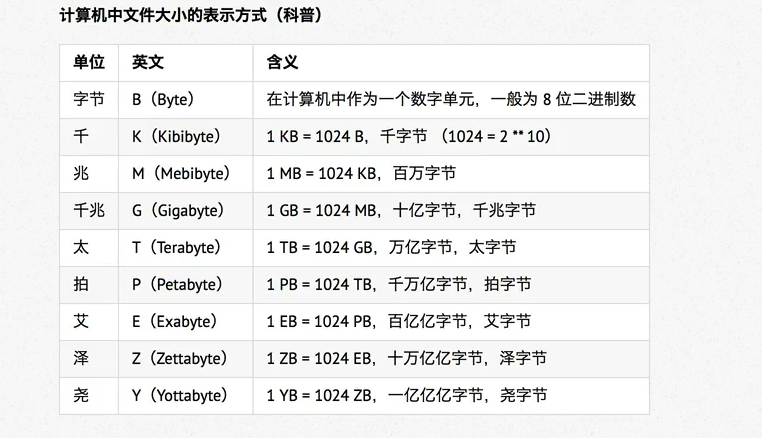 计算机中文件大小的表示方式（科普）
单位 英文 含义
字节 B（Byte） 在计算机中作为一个数字单元，一般为 8 位二进制数
千 K（Kibibyte） 1 KB = 1024 B，千字节 （1024 = 2 ** 10）
兆 M（Mebibyte） 1 MB = 1024 KB，百万字节
千兆 G（Gigabyte） 1 GB = 1024 MB，十亿字节，千兆字节
太 T（Terabyte） 1 TB = 1024 GB，万亿字节，太字节
拍 P（Petabyte） 1 PB = 1024 TB，千万亿字节，拍字节
艾 E（Exabyte） 1 EB = 1024 PB，百亿亿字节，艾字节
泽 Z（Zettabyte） 1 ZB = 1024 EB，十万亿亿字节，泽字节
尧 Y（Yottabyte） 1 YB = 1024 ZB，一亿亿亿字节，尧字节